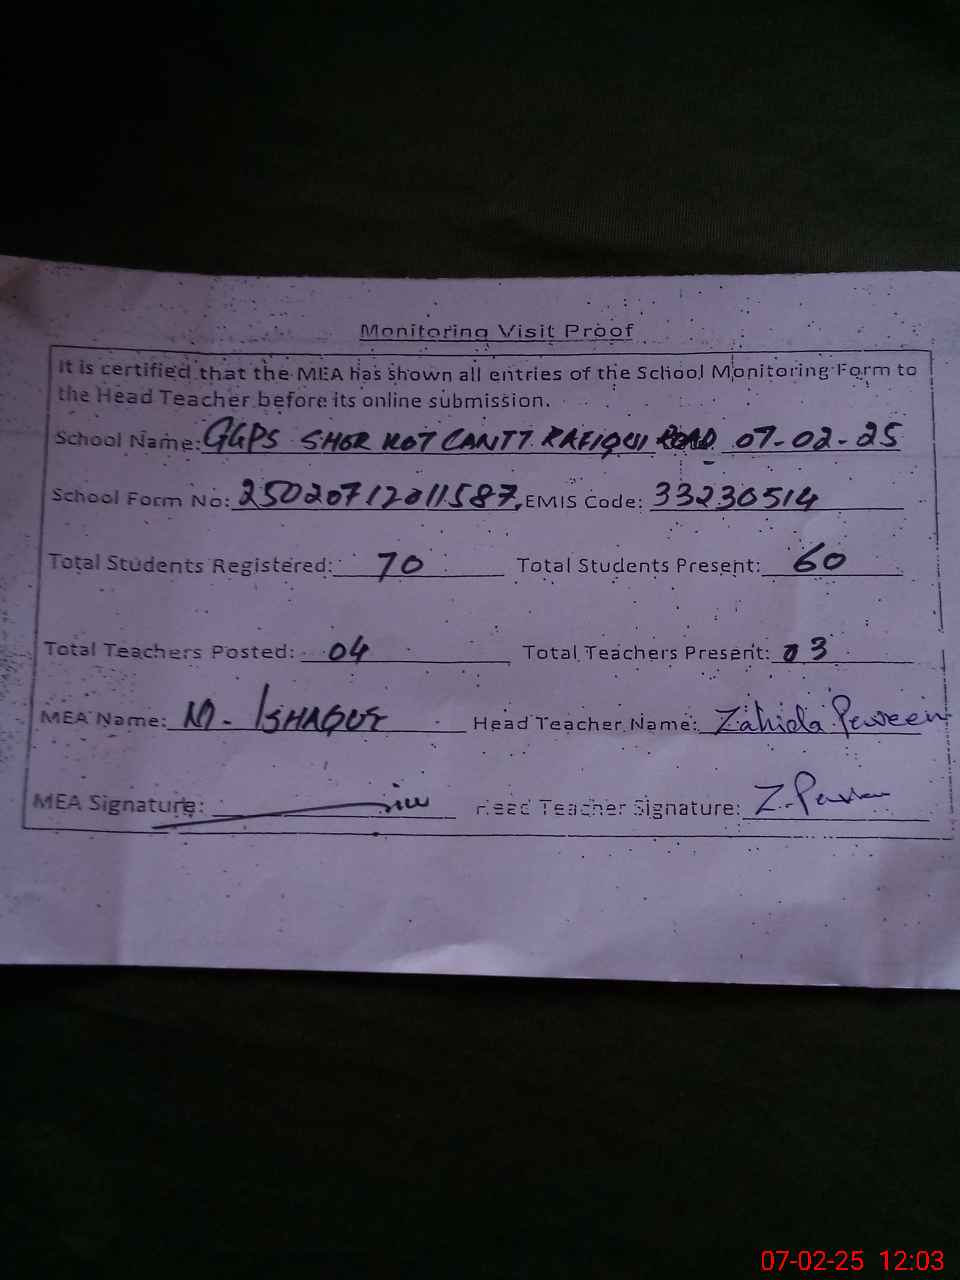 Monitoring Visit Proof
It is certified that the MEA has shown all entries of the School Monitoring Form to
the Head Teacher before its online submission.
School Name: GGPS SHOR KOT CANTT RAFIQUI ROAD 07-02-25
School Form No: 25020712011587, EMIS Code: 33230514
Total Students Registered: 70 Total Students Present: 60
Total Teachers Posted: 04 Total Teachers Present: 03
MEA Name: M. ISHAQUE Head Teacher Name: Zahida Perveen
MEA Signature: Head Teacher Signature: Z. Perveen
07-02-25 12:03